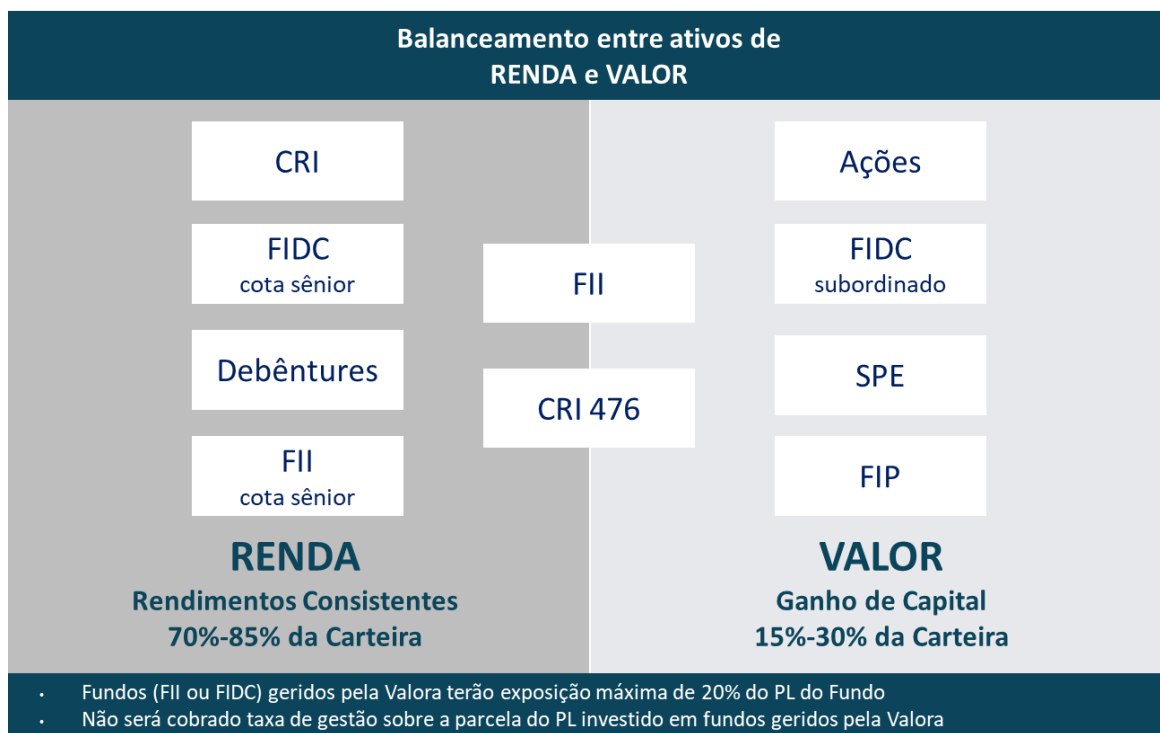 Balanceamento entre ativos de
RENDA e VALOR
CRI
FIDC
cota sênior
Debêntures
FII
cota sênior
FII
CRI 476
Ações
FIDC
subordinado
SPE
FIP
RENDA
Rendimentos Consistentes
70%-85% da Carteira
VALOR
Ganho de Capital
15%-30% da Carteira
• Fundos (FII ou FIDC) geridos pela Valora terão exposição máxima de 20% do PL do Fundo
• Não será cobrado taxa de gestão sobre a parcela do PL investido em fundos geridos pela Valora